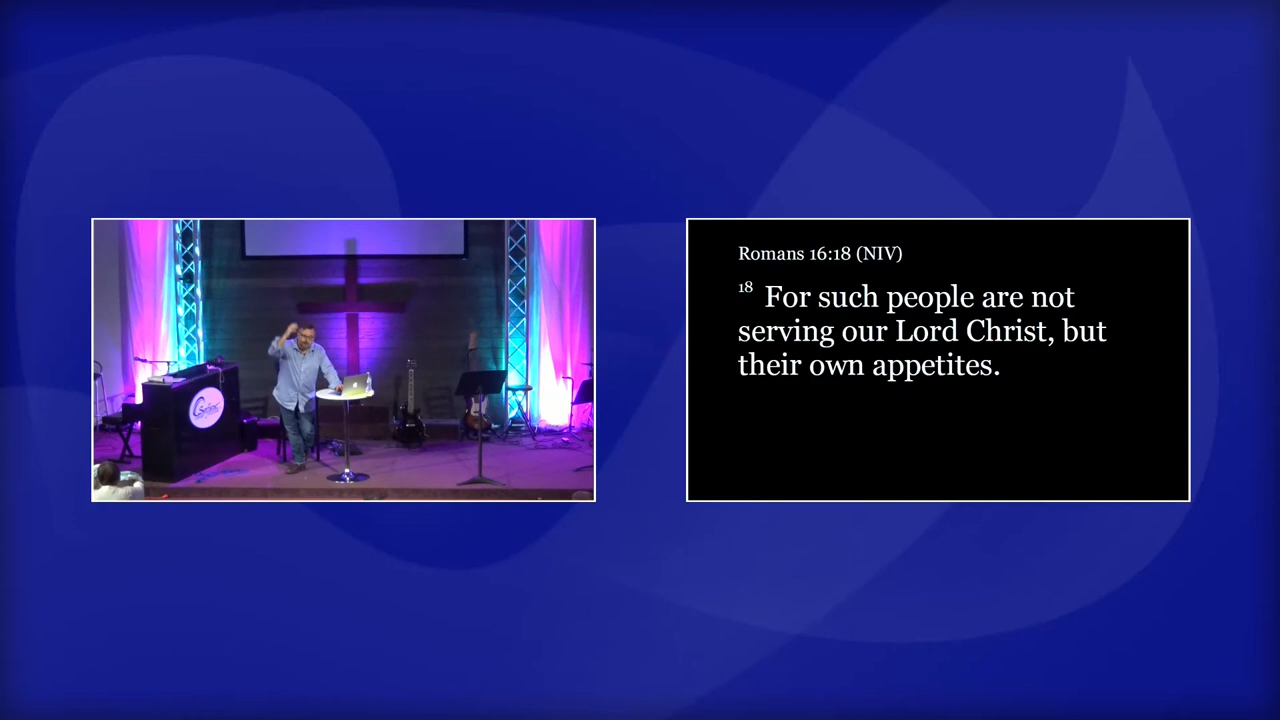 Romans 16:18 (NIV)
18 For such people are not
serving our Lord Christ, but
their own appetites.